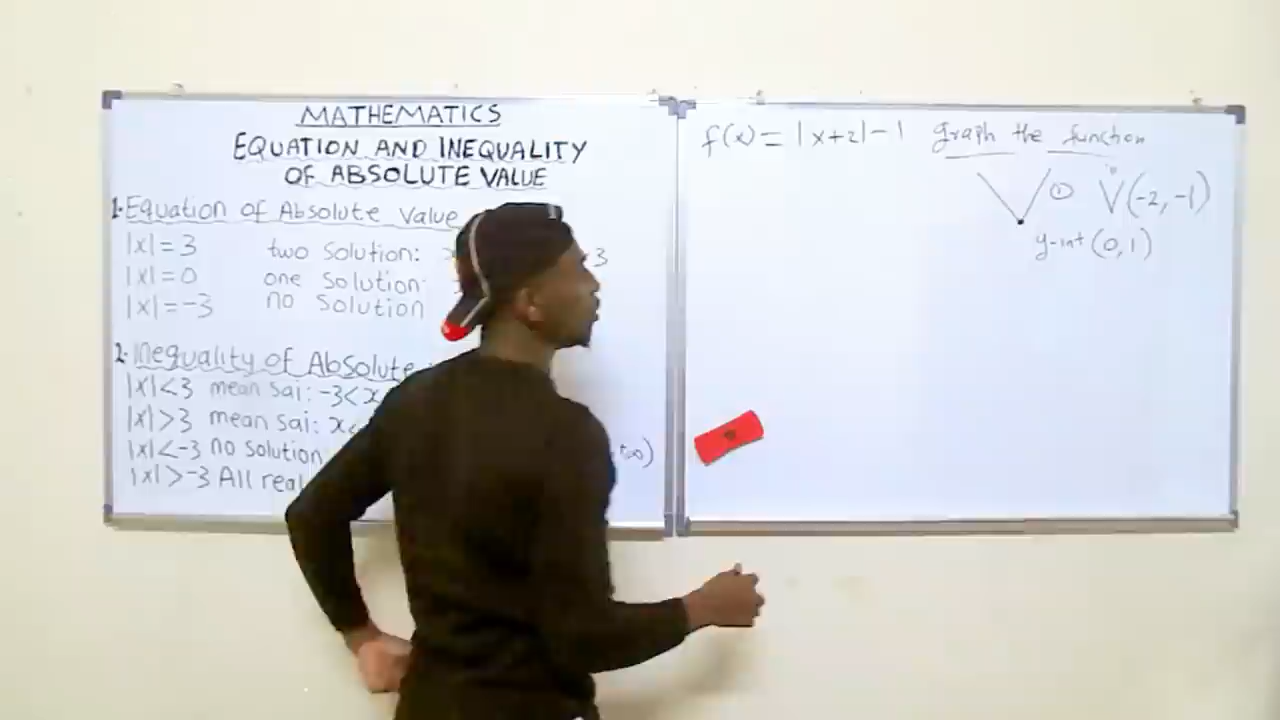 MATHEMATICS
EQUATION AND INEQUALITY
OF ABSOLUTE VALUE
1. Equation of Absolute Value
|x| = 3 two solution: 3
|x| = 0 one solution:
|x| = -3 no solution
2. Inequality of Absolute
|x| < 3 mean sai: -3 < x
|x| > 3 mean sai: x <
|x| < -3 no solution ∞)
|x| > -3 All real
f(x) = |x+2| - 1 graph the function
① V(-2, -1)
y-int (0, 1)